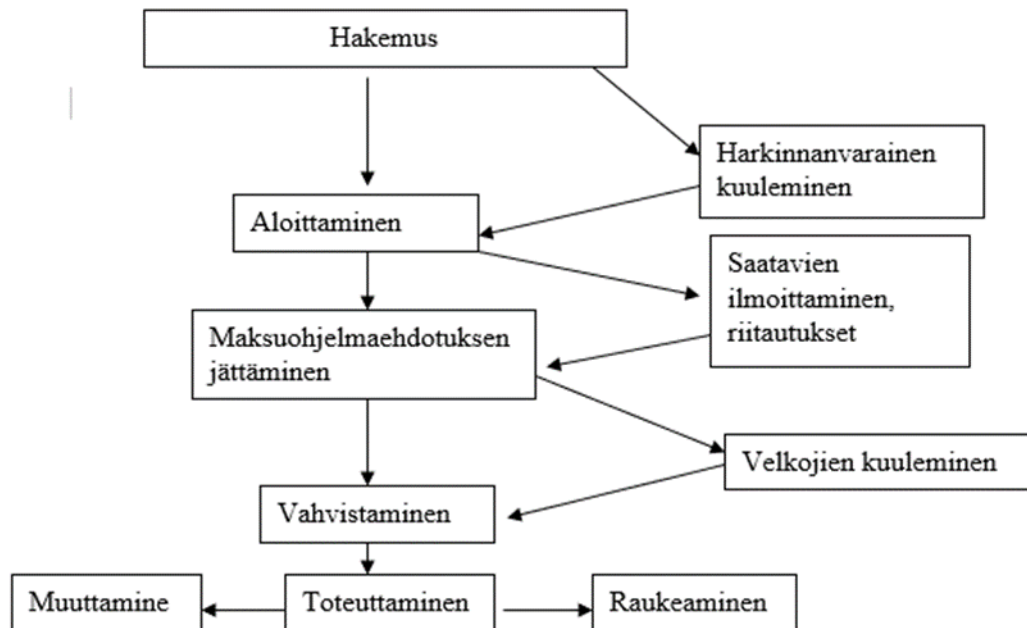 Hakemus
Harkinnanvarainen
kuuleminen
Aloittaminen
Saatavien
ilmoittaminen,
riitautukset
Maksuohjelmaehdotuksen
jättäminen
Velkojien kuuleminen
Vahvistaminen
Muuttamine
Toteuttaminen
Raukeaminen